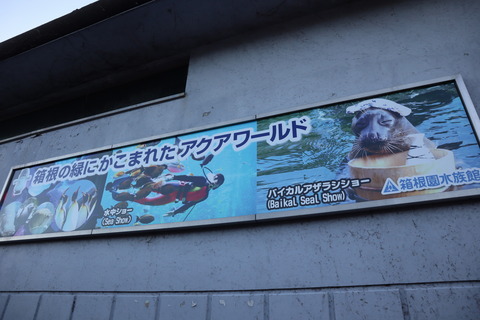 箱根の緑にかこまれたアクアワールド
水中ショー
(Sea Show)
バイカルアザラシショー
(Baikal Seal Show)
箱根園水族館